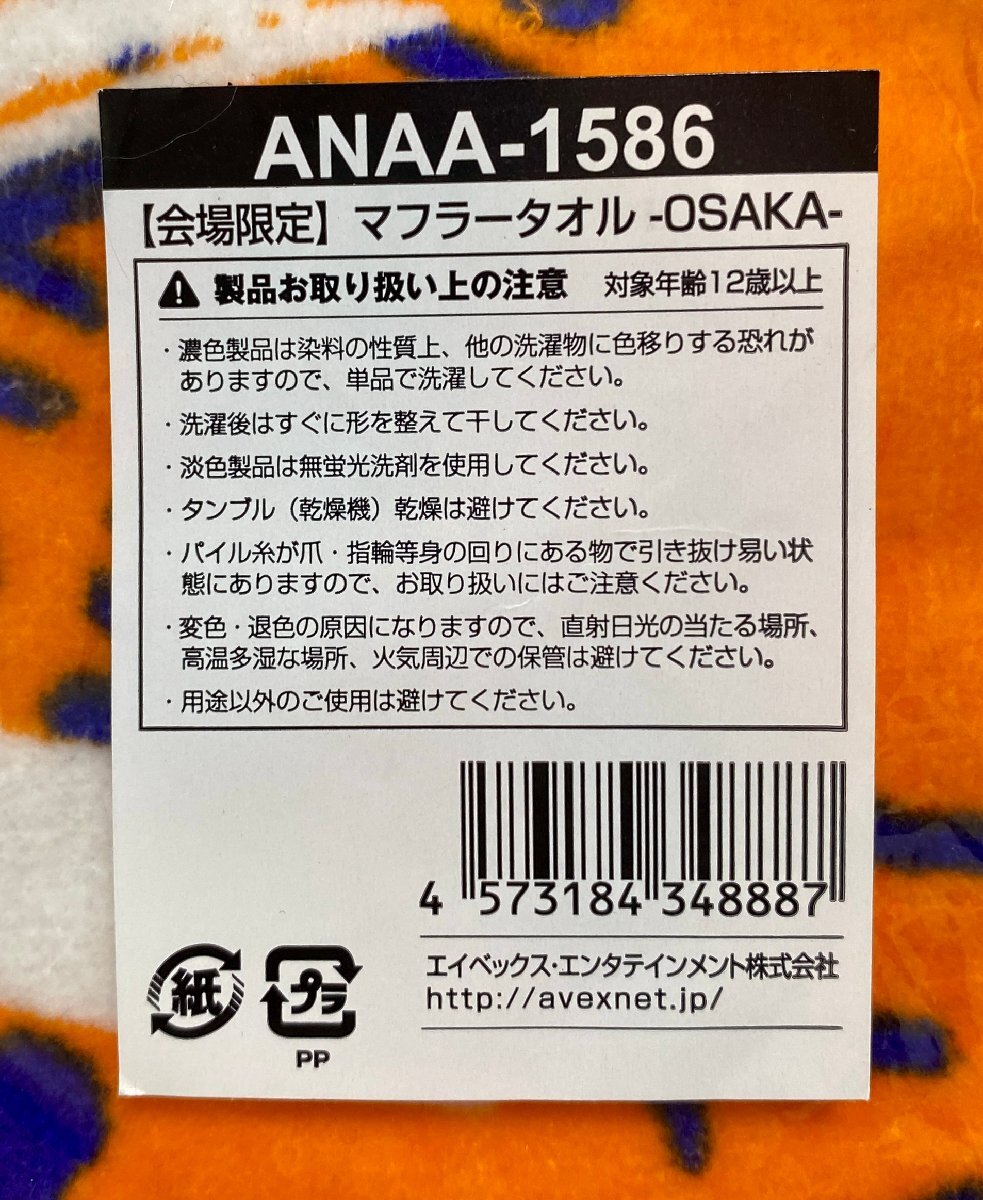 ANAA-1586
【会場限定】マフラータオル -OSAKA-
製品お取り扱い上の注意 対象年齢12歳以上
・濃色製品は染料の性質上、他の洗濯物に色移りする恐れが
ありますので、単品で洗濯してください。
・洗濯後はすぐに形を整えて干してください。
・淡色製品は無蛍光洗剤を使用してください。
・タンブル（乾燥機）乾燥は避けてください。
・パイル糸が爪・指輪等身の回りにある物で引き抜け易い状
態にありますので、お取り扱いにはご注意ください。
・変色・退色の原因になりますので、直射日光の当たる場所、
高温多湿な場所、火気周辺での保管は避けてください。
・用途以外のご使用は避けてください。
4 573184 348887
エイベックス・エンタテインメント株式会社
http://avexnet.jp/
紙 プラ
PP